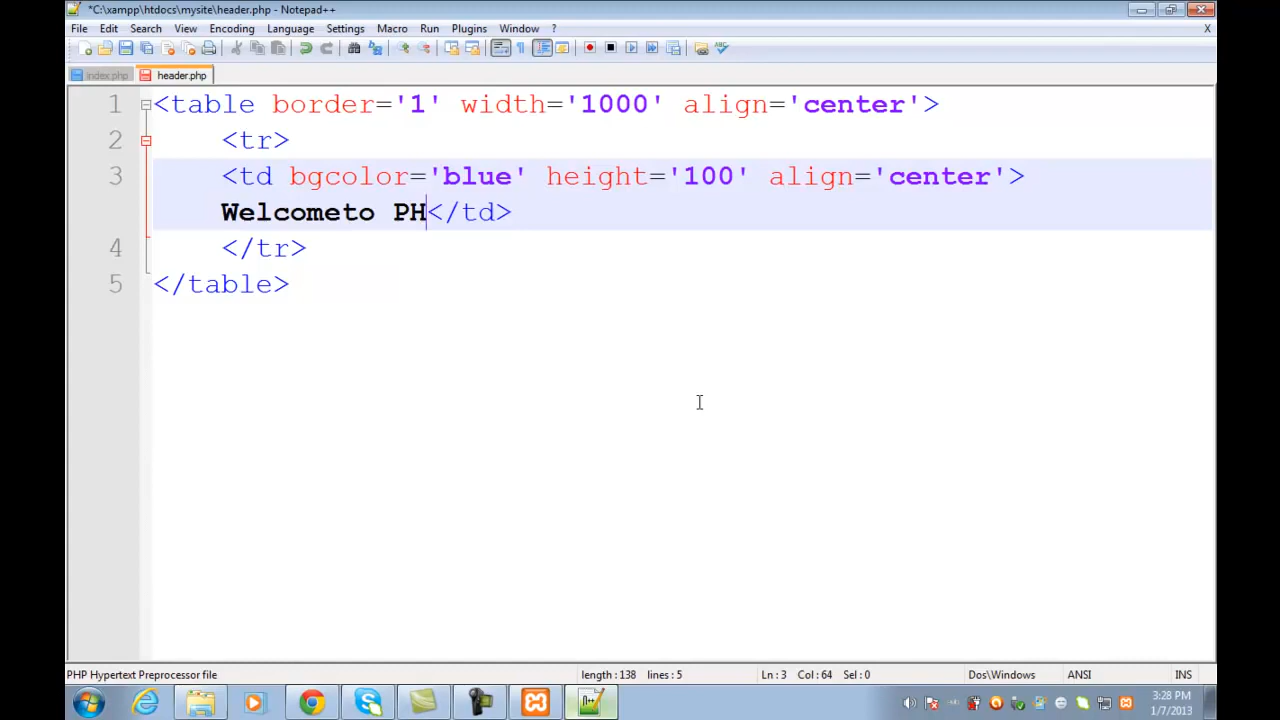 *C:\xampp\htdocs\mysite\header.php - Notepad++
File Edit Search View Encoding Language Settings Macro Run Plugins Window ? X
index.php header.php
1 <table border='1' width='1000' align='center'>
2 <tr>
3 <td bgcolor='blue' height='100' align='center'>
Welcometo PH</td>
4 </tr>
5 </table>
PHP Hypertext Preprocessor file length : 138 lines : 5 Ln : 3 Col : 64 Sel : 0 Dos\Windows ANSI INS
3:28 PM
1/7/2013